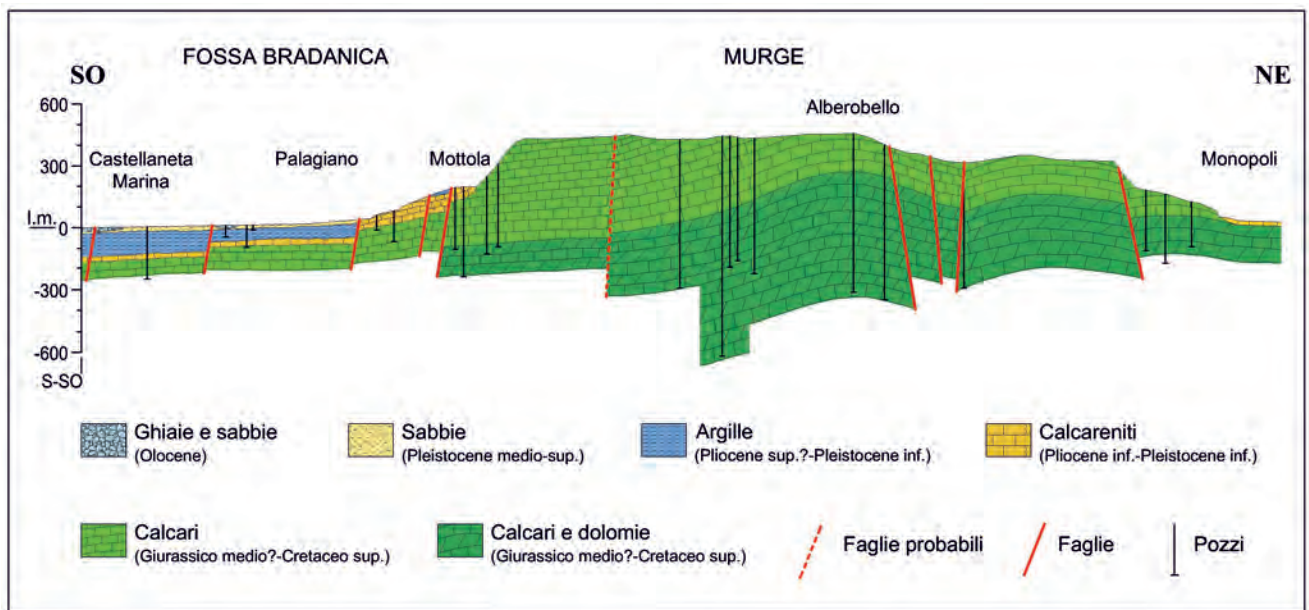 FOSSA BRADANICA MURGE
SO NE
600
Alberobello
300
Castellaneta Palagiano Mottola Monopoli
Marina
l.m.
0
-300
-600
S-SO
Ghiaie e sabbie Sabbie Argille Calcareniti
(Olocene) (Pleistocene medio-sup.) (Pliocene sup.?-Pleistocene inf.) (Pliocene inf.-Pleistocene inf.)
Calcari Calcari e dolomie Faglie probabili Faglie Pozzi
(Giurassico medio?-Cretaceo sup.) (Giurassico medio?-Cretaceo sup.)